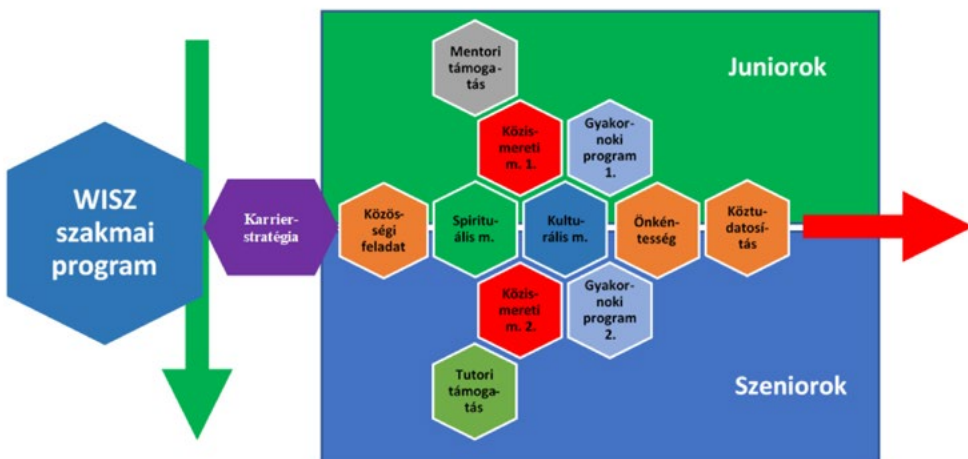 WISZ
szakmai
program
Karrier-
stratégia
Mentori
támoga-
tás
Juniorok
Közis-
mereti
m. 1.
Gyakor-
noki
program
1.
Közös-
ségi
feladat
Spiritu-
ális m.
Kultu-
rális m.
Önkén-
tesség
Köztu-
datosí-
tás
Közis-
mereti
m. 2.
Gyakor-
noki
program
2.
Tutori
támoga-
tás
Szeniorok